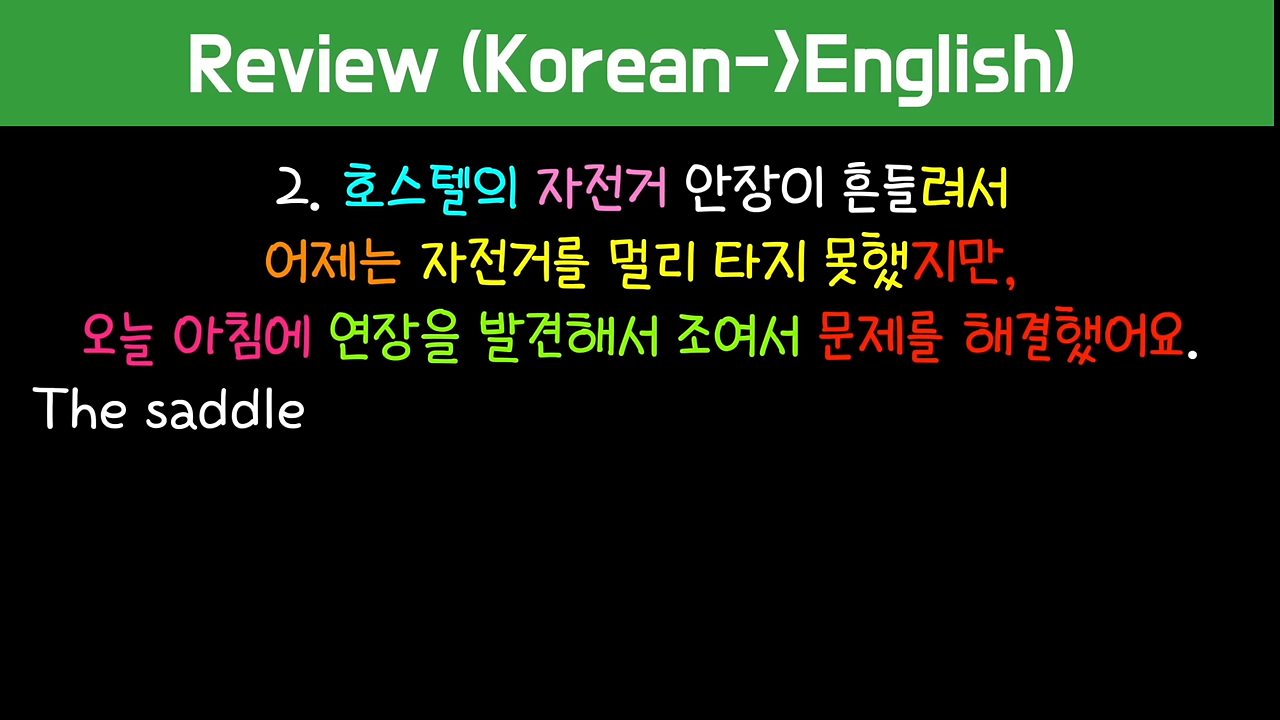 Review (Korean->English)
2. 호스텔의 자전거 안장이 흔들려서
어제는 자전거를 멀리 타지 못했지만,
오늘 아침에 연장을 발견해서 조여서 문제를 해결했어요.
The saddle